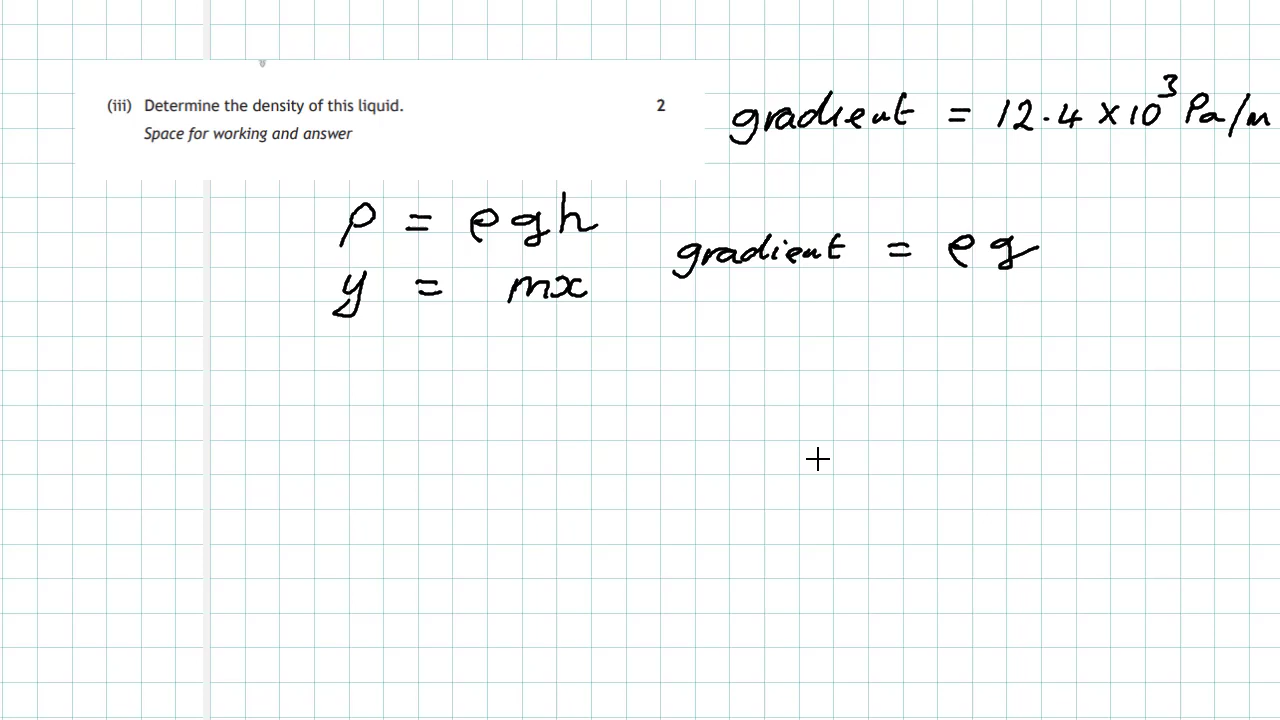 (iii) Determine the density of this liquid. 2
Space for working and answer
gradient = 12.4 × 10³ Pa/m
p = ρgh
y = mx
gradient = ρg